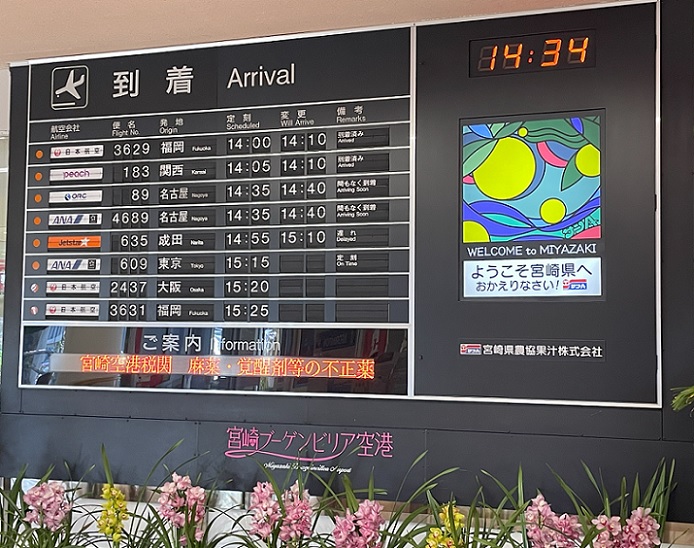 到着 Arrival
航空会社 便名 発地 定刻 変更 備考
Airline Flight No. Origin Scheduled Will Arrive Remarks
日本航空 3629 福岡 Fukuoka 14:00 14:10 到着済み Arrived
peach 183 関西 Kansai 14:05 14:10 到着済み Arrived
ORC 89 名古屋 Nagoya 14:35 14:40 間もなく到着 Arriving Soon
ANA 4689 名古屋 Nagoya 14:35 14:40 間もなく到着 Arriving Soon
Jetstar 635 成田 Narita 14:55 15:10 遅れ Delayed
ANA 609 東京 Tokyo 15:15 定刻 On Time
日本航空 2437 大阪 Osaka 15:20
日本航空 3631 福岡 Fukuoka 15:25
ご案内 Information
宮崎空港税関 麻薬・覚醒剤等の不正薬
14:34
WELCOME to MIYAZAKI
ようこそ宮崎県へ
おかえりなさい!
宮崎県農協果汁株式会社
宮崎ブーゲンビリア空港
Miyazaki Bougainvillea Airport